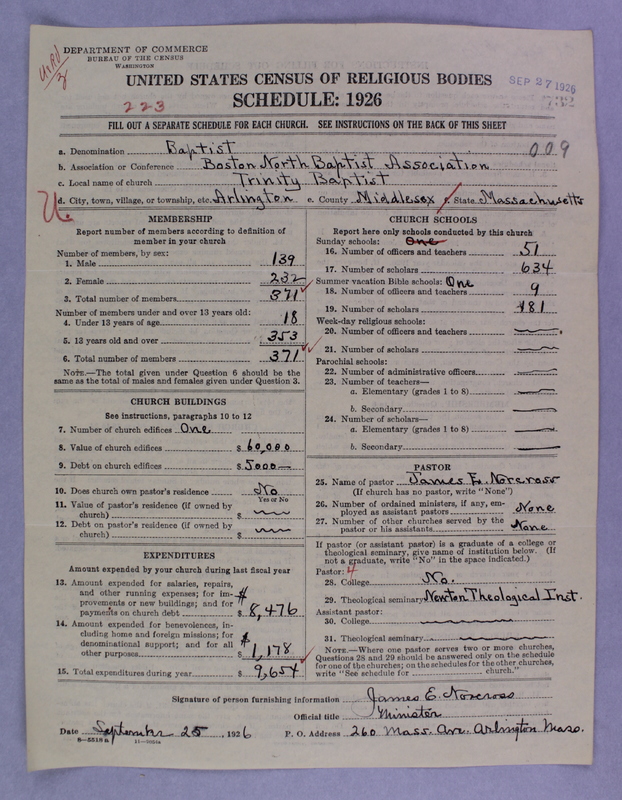 DEPARTMENT OF COMMERCE
BUREAU OF THE CENSUS
WASHINGTON
UNITED STATES CENSUS OF RELIGIOUS BODIES
SEP 27 1926
732
223
SCHEDULE: 1926
FILL OUT A SEPARATE SCHEDULE FOR EACH CHURCH. SEE INSTRUCTIONS ON THE BACK OF THIS SHEET
a. Denomination Baptist 009
b. Association or Conference Boston North Baptist Association
c. Local name of church Trinity Baptist
d. City, town, village, or township, etc. Arlington e. County Middlesex f. State Massachusetts
U.
MEMBERSHIP
Report number of members according to definition of
member in your church
Number of members, by sex:
1. Male 139
2. Female 232
3. Total number of members 371
Number of members under and over 13 years old:
4. Under 13 years of age 18
5. 13 years old and over 353
6. Total number of members 371
NOTE.—The total given under Question 6 should be
same as the total of males and females given under Question 3.
CHURCH BUILDINGS
See instructions, paragraphs 10 to 12
7. Number of church edifices One
8. Value of church edifices $ 60,000
9. Debt on church edifices $ 5000—
10. Does church own pastor's residence No
Yes or No
11. Value of pastor's residence (if owned by
church) $
12. Debt on pastor's residence (if owned by
church) $
EXPENDITURES
Amount expended by your church during last fiscal year
13. Amount expended for salaries, repairs,
and other running expenses; for im-
provements or new buildings; and for
payments on church debt $ 8,476
14. Amount expended for benevolences, in-
cluding home and foreign missions; for
denominational support; and for all
other purposes $ 1,178
15. Total expenditures during year $ 9,654
CHURCH SCHOOLS
Report here only schools conducted by this church
Sunday schools: One
16. Number of officers and teachers 51
17. Number of scholars 634
Summer vacation Bible schools: One
18. Number of officers and teachers 9
19. Number of scholars 181
Week-day religious schools:
20. Number of officers and teachers
21. Number of scholars
Parochial schools:
22. Number of administrative officers
23. Number of teachers—
a. Elementary (grades 1 to 8)
b. Secondary
24. Number of scholars—
a. Elementary (grades 1 to 8)
b. Secondary
PASTOR
25. Name of pastor James E. Norcross
(If church has no pastor, write "None")
26. Number of ordained ministers, if any, em-
ployed as assistant pastors None
27. Number of other churches served by the
pastor or his assistants None
If pastor (or assistant pastor) is a graduate of a college or
theological seminary, give name of institution below. (If
not a graduate, write "No" in the space indicated.)
Pastor: 4
28. College No.
29. Theological seminary Newton Theological Inst.
Assistant pastor:
30. College
31. Theological seminary
NOTE.—Where one pastor serves two or more churches,
Questions 28 and 29 should be answered only on the schedule
for one of the churches; on the schedules for the other churches,
write "See schedule for church."
Signature of person furnishing information James E. Norcross
Official title Minister
Date September 25, 1926 P. O. Address 260 Mass. Ave. Arlington Mass.
8—5518a 11—9864a